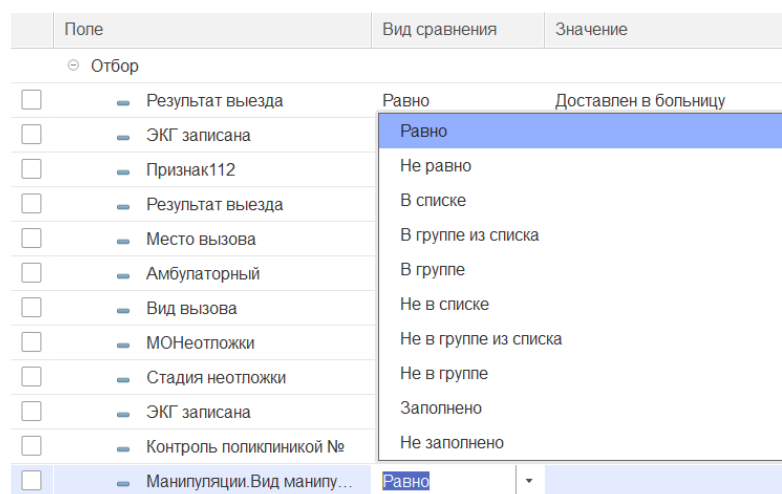 Поле Вид сравнения Значение
Отбор
Результат выезда Равно Доставлен в больницу
ЭКГ записана Равно
Признак112 Не равно
Результат выезда В списке
Место вызова В группе из списка
Амбулаторный В группе
Вид вызова Не в списке
МОНеотложки Не в группе из списка
Стадия неотложки Не в группе
ЭКГ записана Заполнено
Контроль поликлиникой № Не заполнено
Манипуляции.Вид манипу... Равно